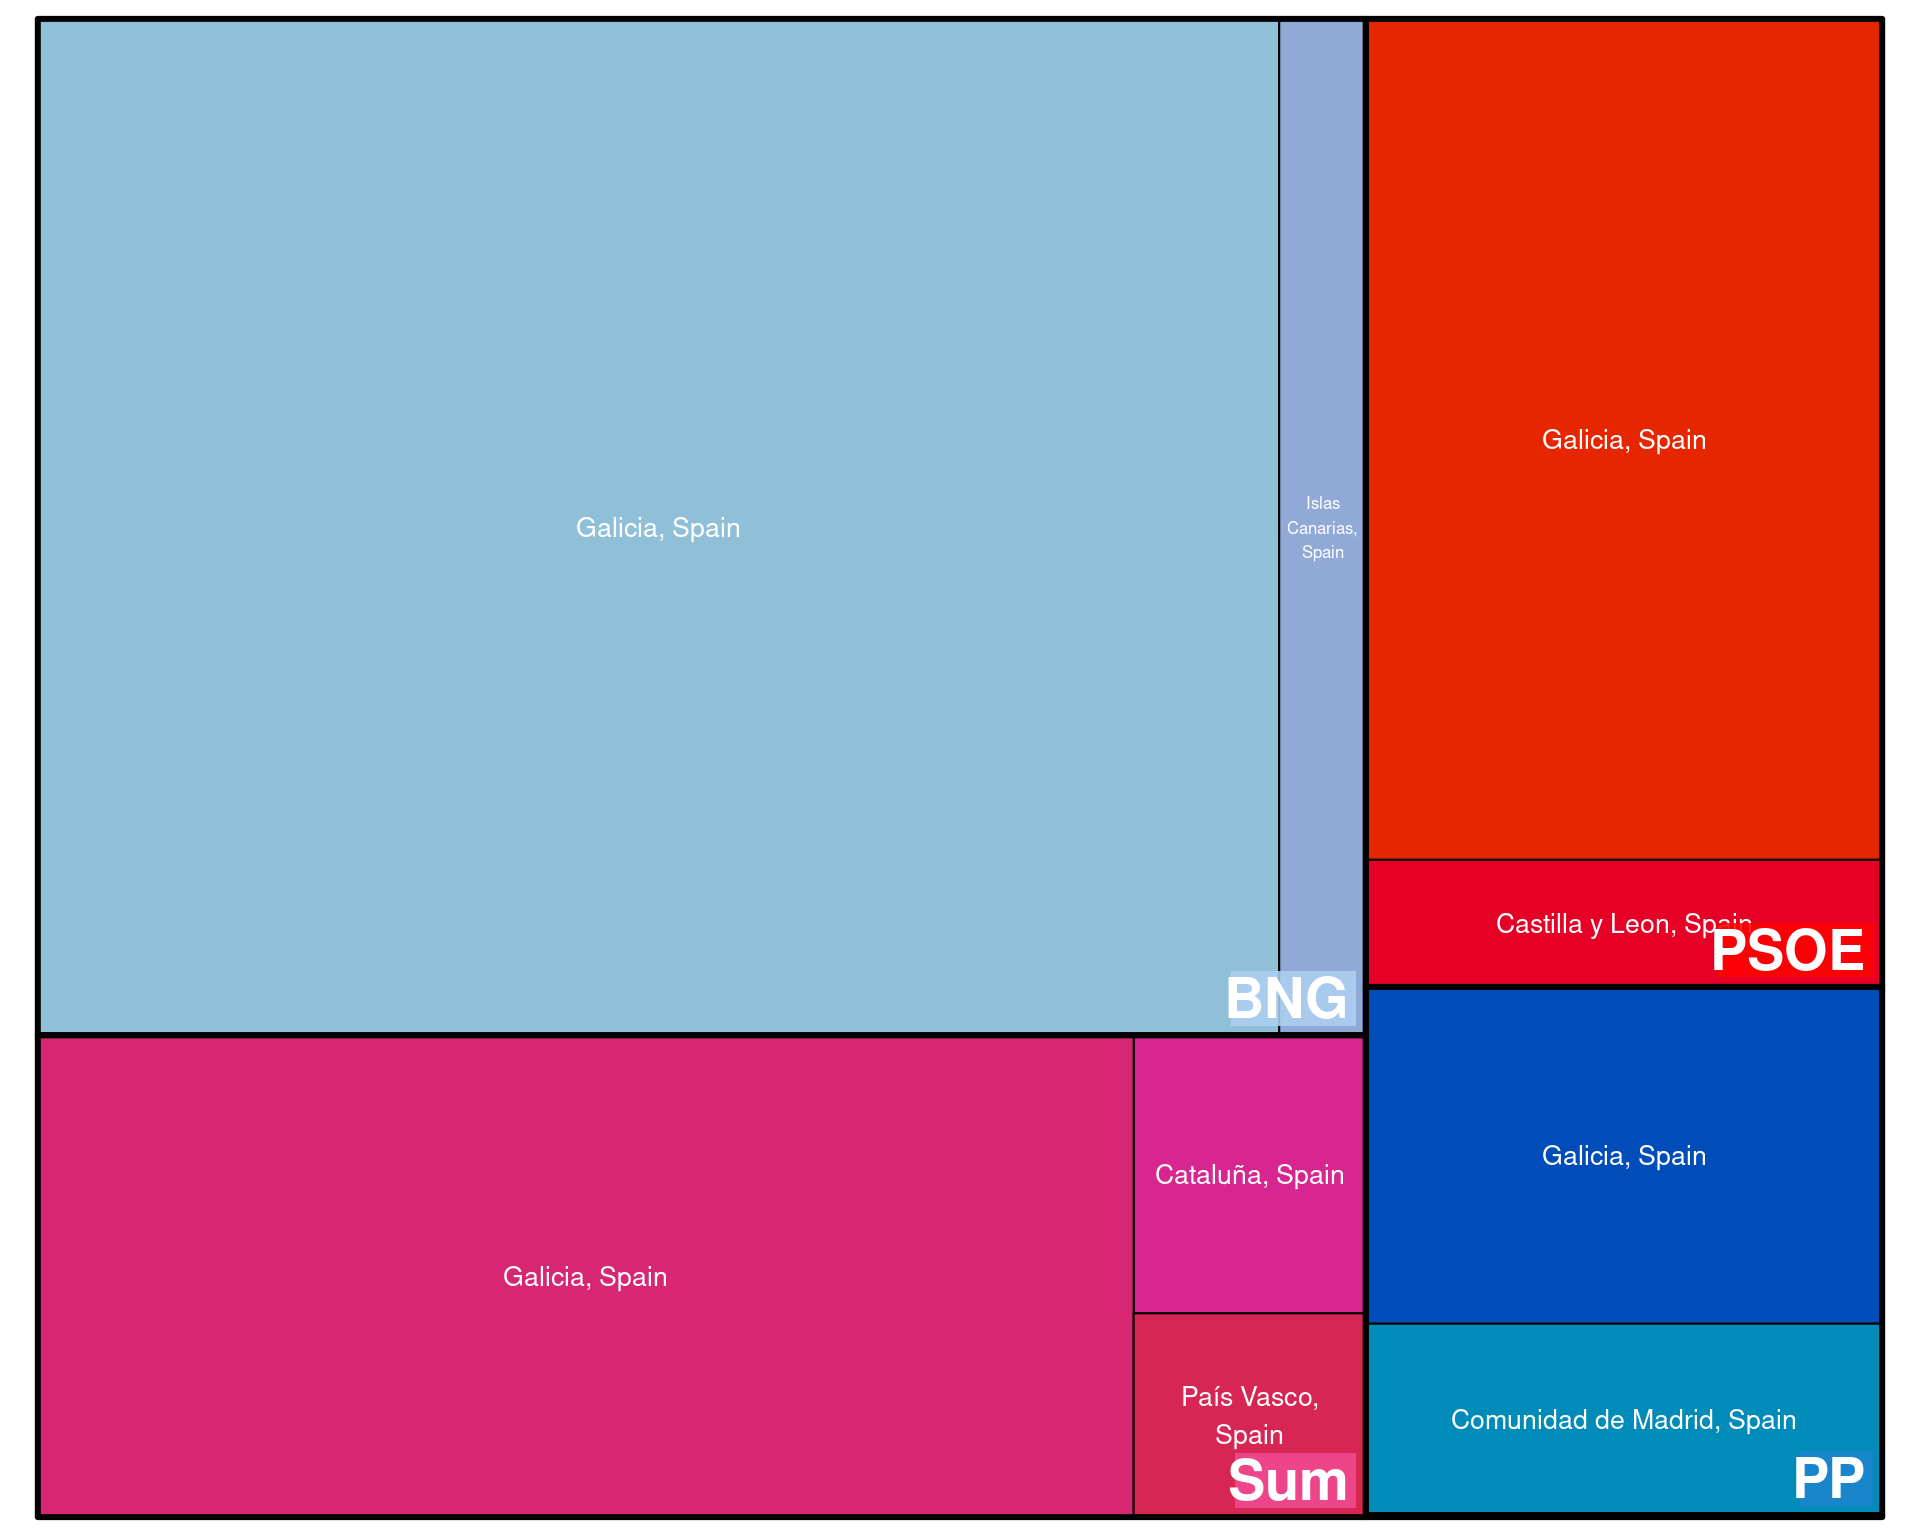 Galicia, Spain
Islas
Canarias,
Spain
BNG
Galicia, Spain
Castilla y Leon, Spain
PSOE
Galicia, Spain
Cataluña, Spain
País Vasco,
Spain
Sum
Galicia, Spain
Comunidad de Madrid, Spain
PP